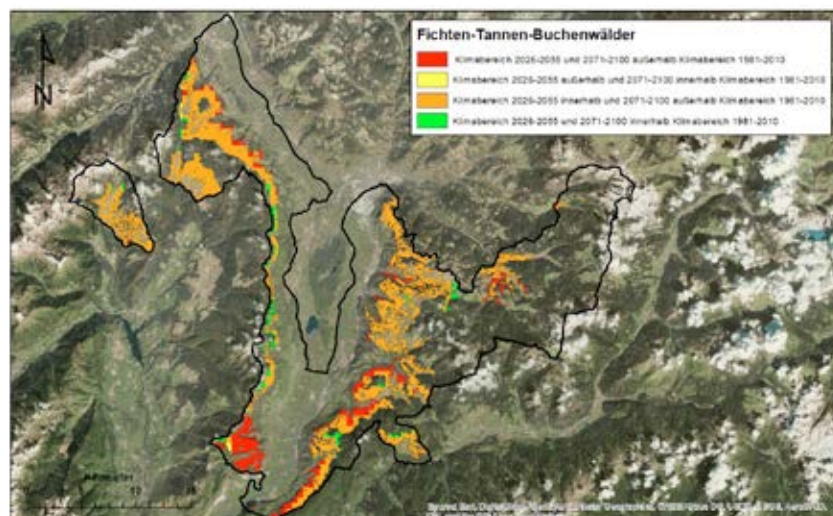 Fichten-Tannen-Buchenwälder
Klimabereich 2026-2055 und 2071-2100 außerhalb Klimabereich 1981-2010
Klimabereich 2026-2055 außerhalb und 2071-2100 innerhalb Klimabereich 1981-2010
Klimabereich 2026-2055 innerhalb und 2071-2100 außerhalb Klimabereich 1981-2010
Klimabereich 2026-2055 und 2071-2100 innerhalb Klimabereich 1981-2010
N
Kilometer